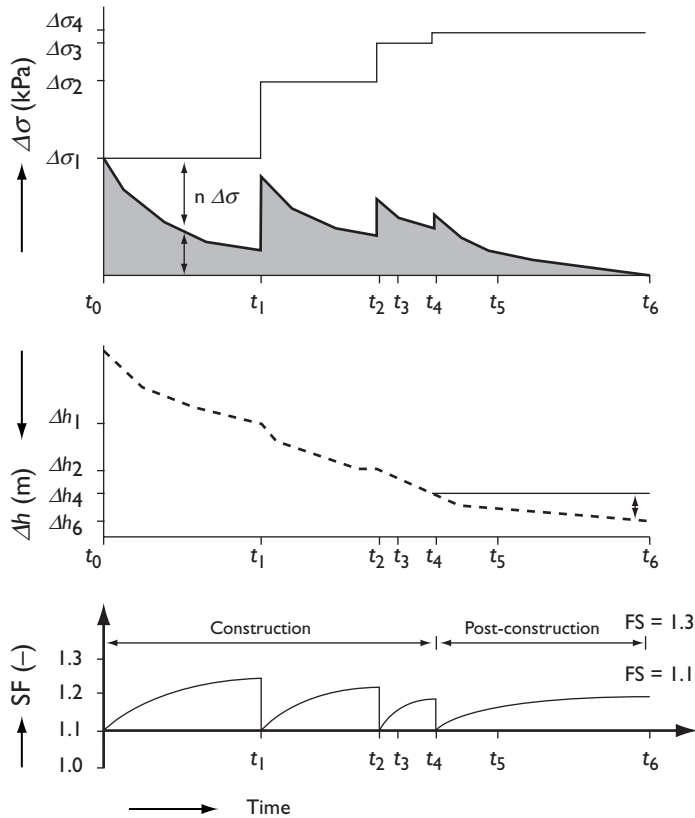 Δσ4
Δσ3
Δσ2
Δσ1
Δσ (kPa)
n Δσ
t0 t1 t2 t3 t4 t5 t6
Δh1
Δh2
Δh4
Δh6
Δh (m)
t0 t1 t2 t3 t4 t5 t6
Construction Post-construction FS = 1.3
FS = 1.1
1.3
1.2
1.1
1.0
SF (–)
t1 t2 t3 t4 t5 t6
Time